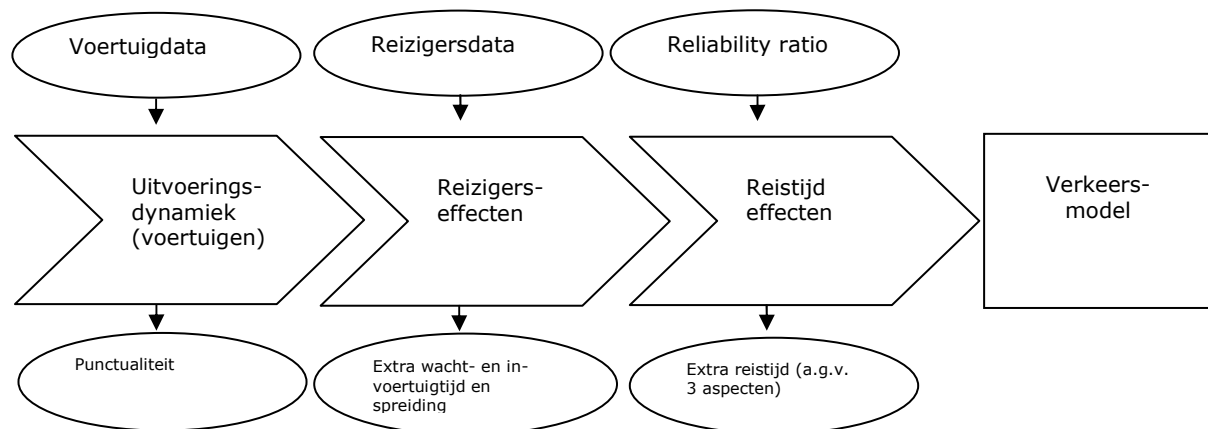 Voertuigdata
Reizigersdata
Reliability ratio
Uitvoerings-
dynamiek
(voertuigen)
Reizigers-
effecten
Reistijd
effecten
Verkeers-
model
Punctualiteit
Extra wacht- en in-
voertuigtijd en
spreiding
Extra reistijd (a.g.v.
3 aspecten)